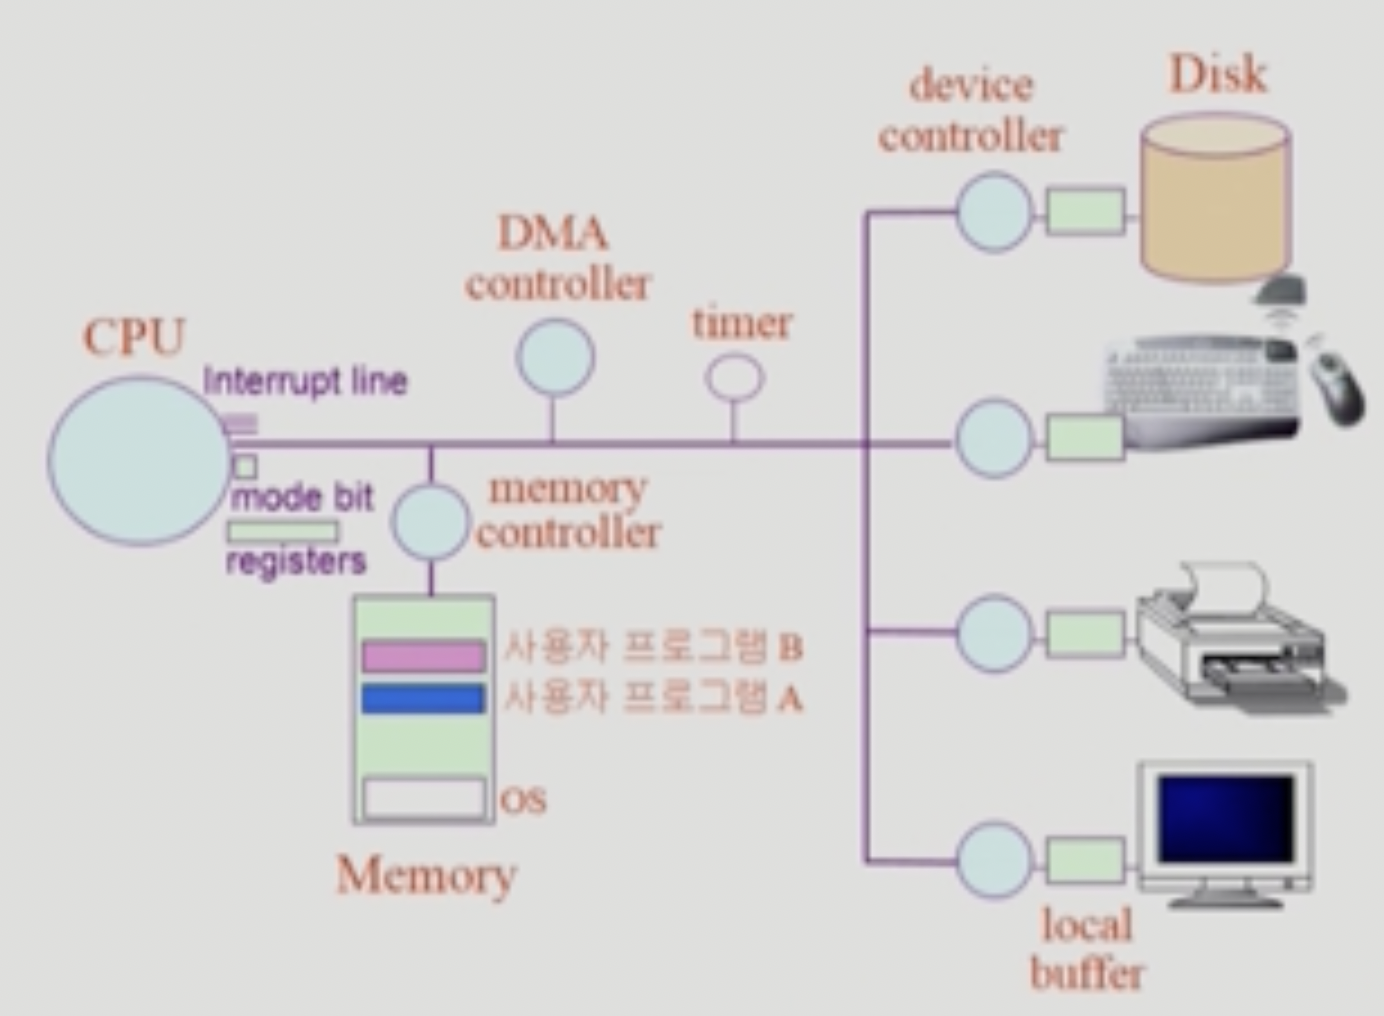 device
controller
Disk
DMA
controller
timer
CPU
Interrupt line
mode bit
registers
memory
controller
사용자 프로그램 B
사용자 프로그램 A
OS
Memory
local
buffer